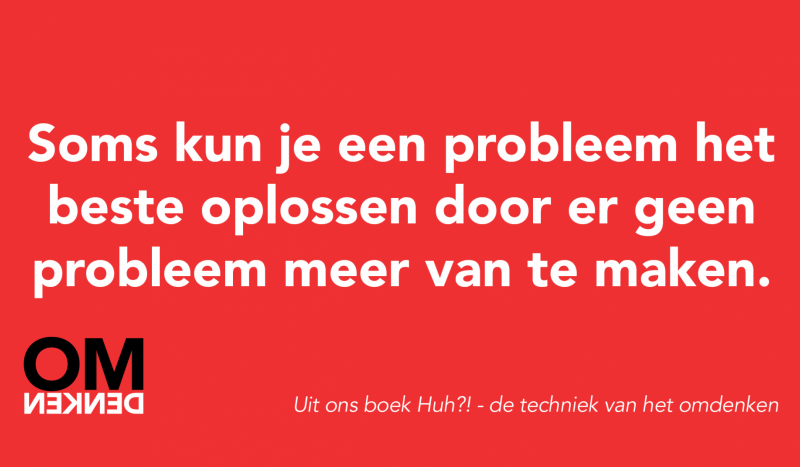 Soms kun je een probleem het
beste oplossen door er geen
probleem meer van te maken.
OM
DENKEN
Uit ons boek Huh?! - de techniek van het omdenken